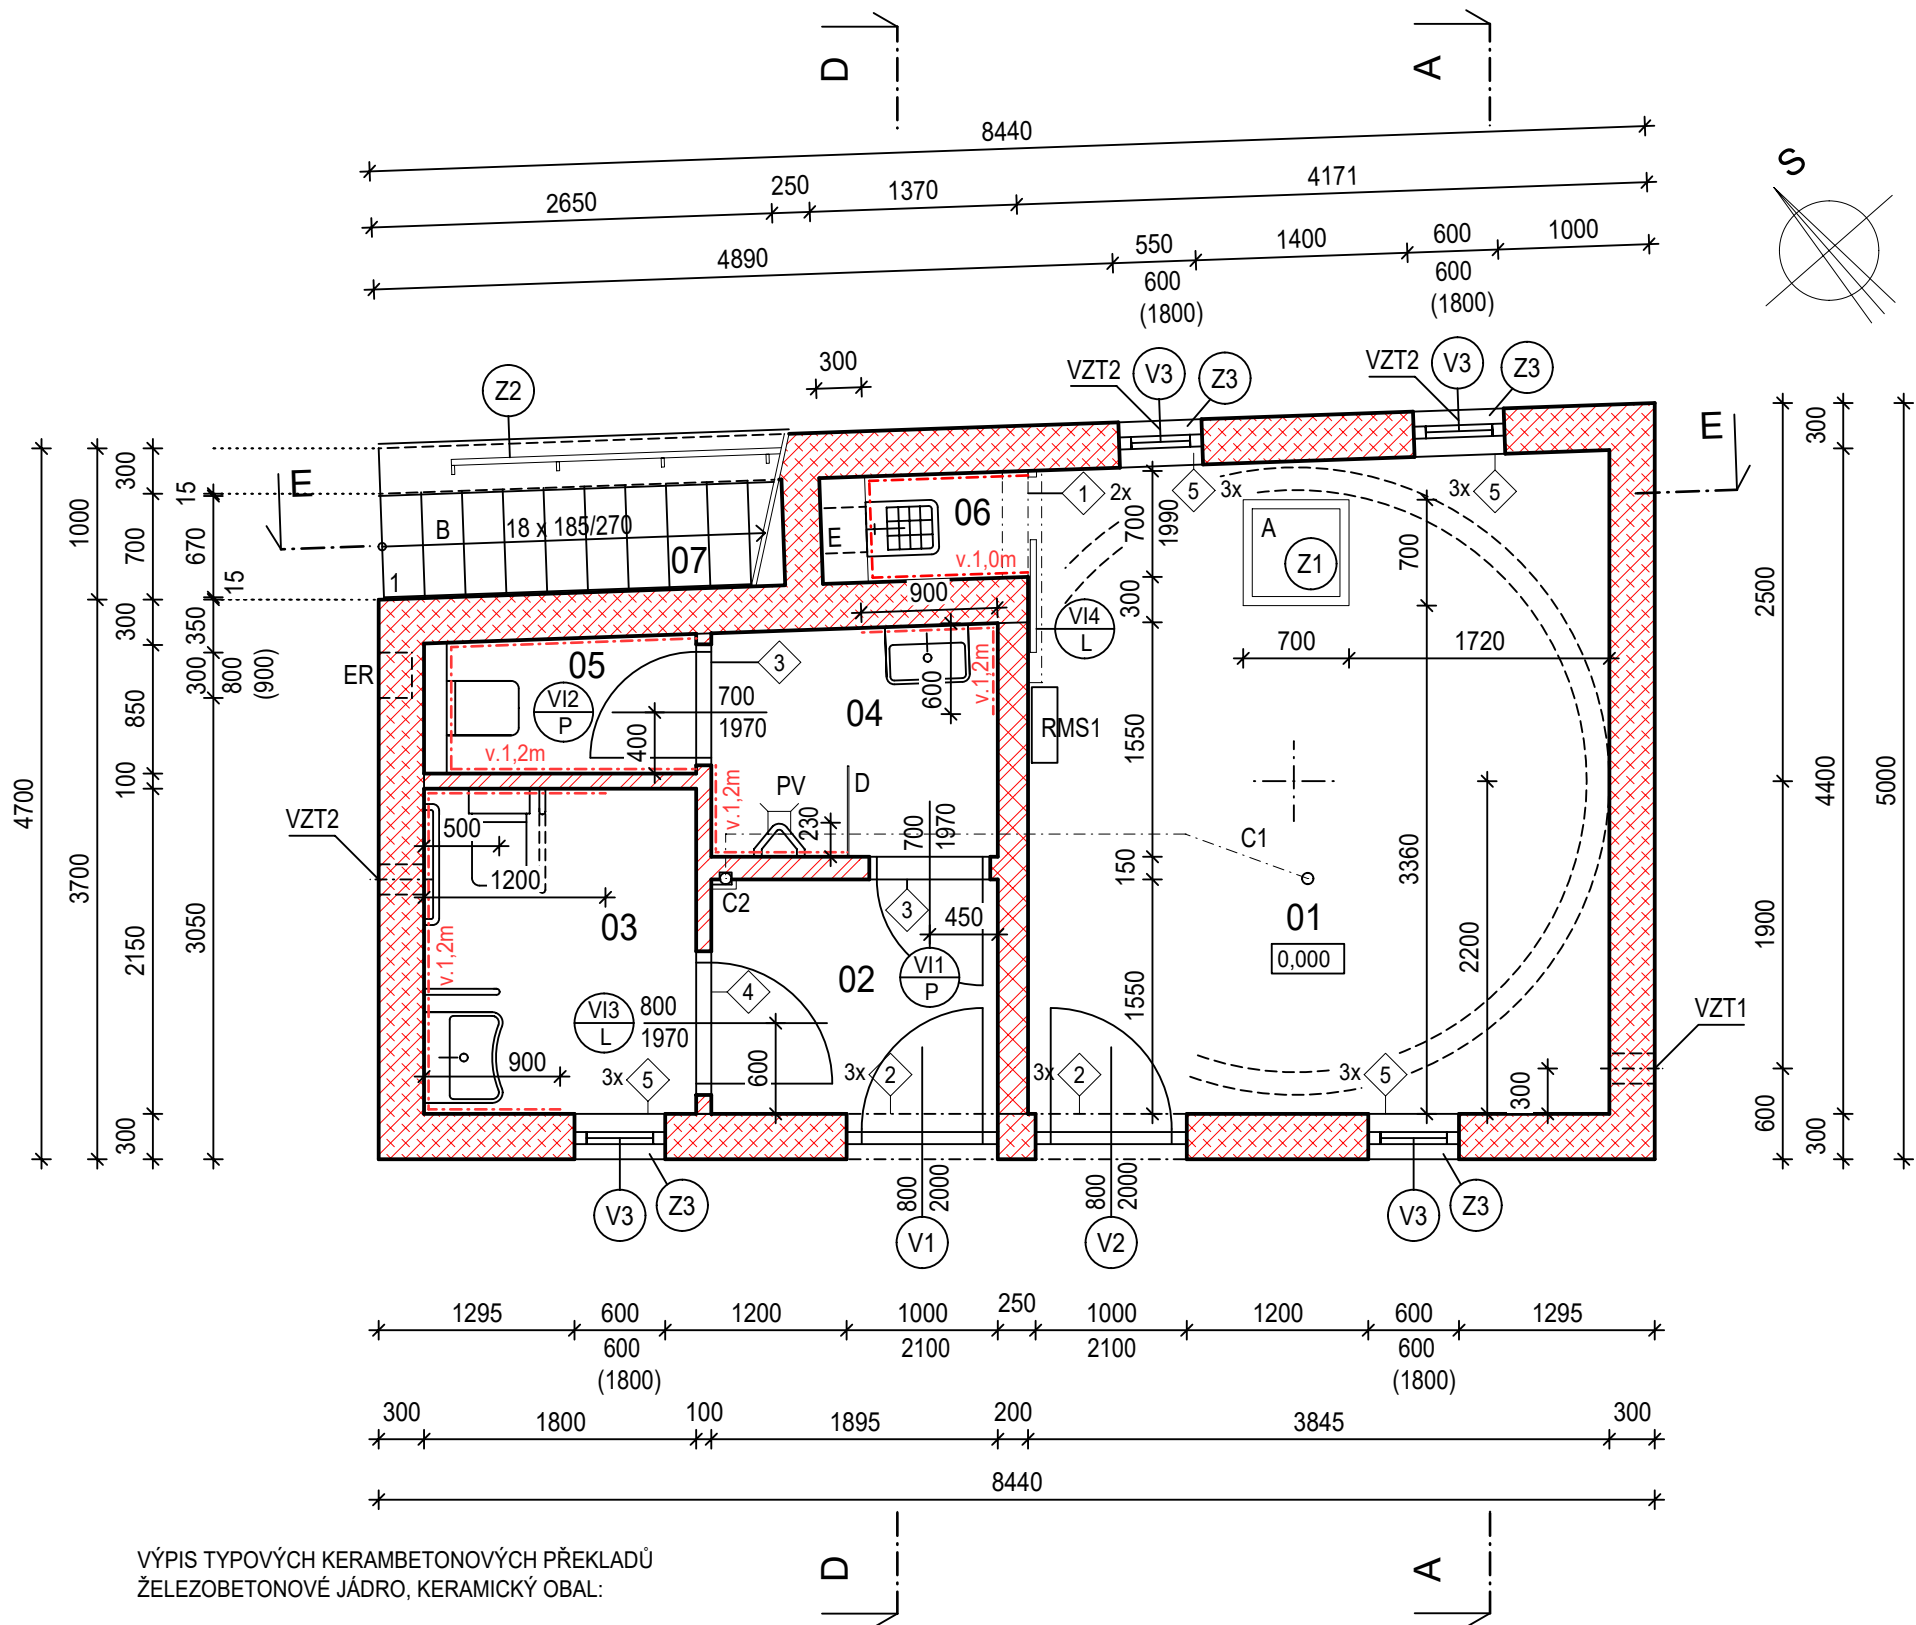 D
A
8440
2650
250
1370
4171
S
4890
550
1400
600
1000
600
(1800)
600
(1800)
300
VZT2
V3
Z3
VZT2
V3
Z3
Z2
E
E
300
1000
700
300
15
670
15
350
B
18 x 185/270
07
1
E
06
v.1,0m
1
2x
5
3x
3x
5
A
Z1
700
1990
700
300
900
VI4
L
700
1720
300
2500
ER
300
800
(900)
850
05
VI2
P
v.1,2m
400
3
700
1970
04
600
v.1,2m
RMS1
1550
4700
3700
100
VZT2
500
1200
v.1,2m
PV
230
D
700
1970
C1
150
3360
4400
5000
2150
3050
03
v.1,2m
C2
3
450
02
VI1
P
01
0,000
2200
1900
VI3
L
800
1970
4
600
900
3x
5
3x
2
3x
2
1550
3x
5
300
VZT1
600
300
300
V3
Z3
800
2000
V1
800
2000
V2
V3
Z3
1295
600
1200
1000
250
1000
1200
600
1295
600
(1800)
2100
2100
600
(1800)
300
1800
100
1895
200
3845
300
8440
VÝPIS TYPOVÝCH KERAMBETONOVÝCH PŘEKLADŮ
ŽELEZOBETONOVÉ JÁDRO, KERAMICKÝ OBAL:
D
A